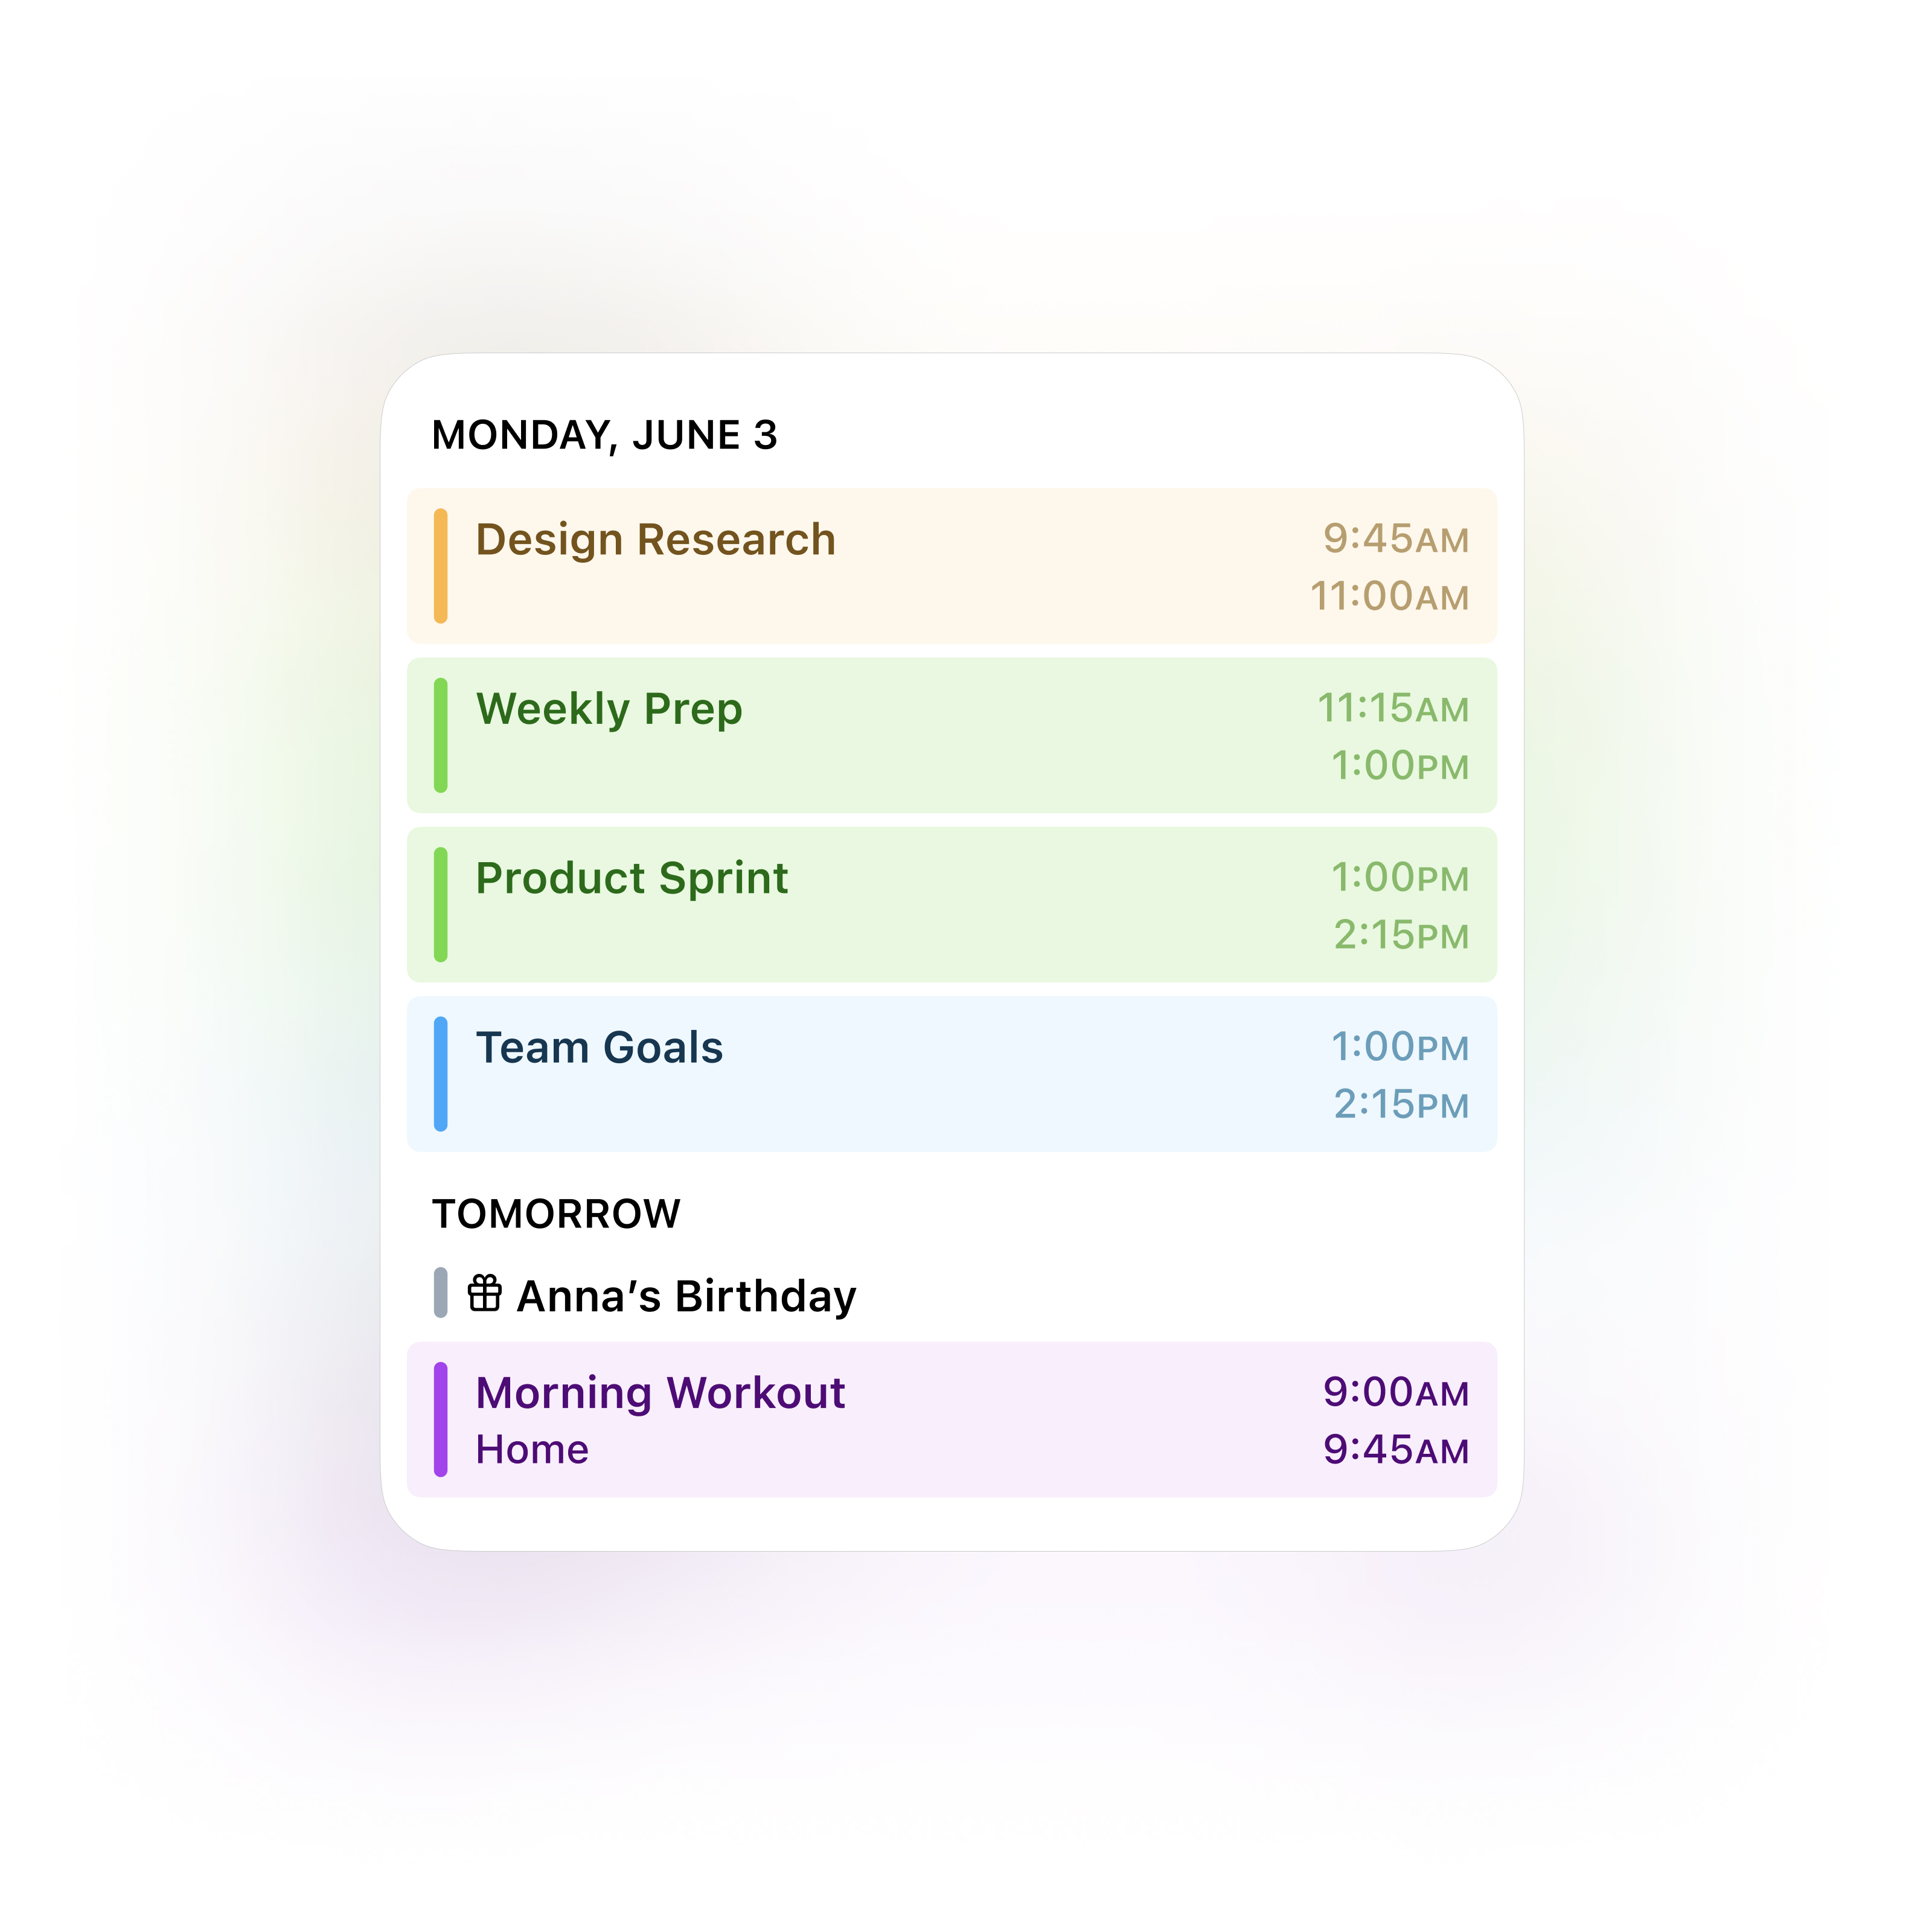 MONDAY, JUNE 3
Design Research 9:45AM
11:00AM
Weekly Prep 11:15AM
1:00PM
Product Sprint 1:00PM
2:15PM
Team Goals 1:00PM
2:15PM
TOMORROW
Anna’s Birthday
Morning Workout 9:00AM
Home 9:45AM